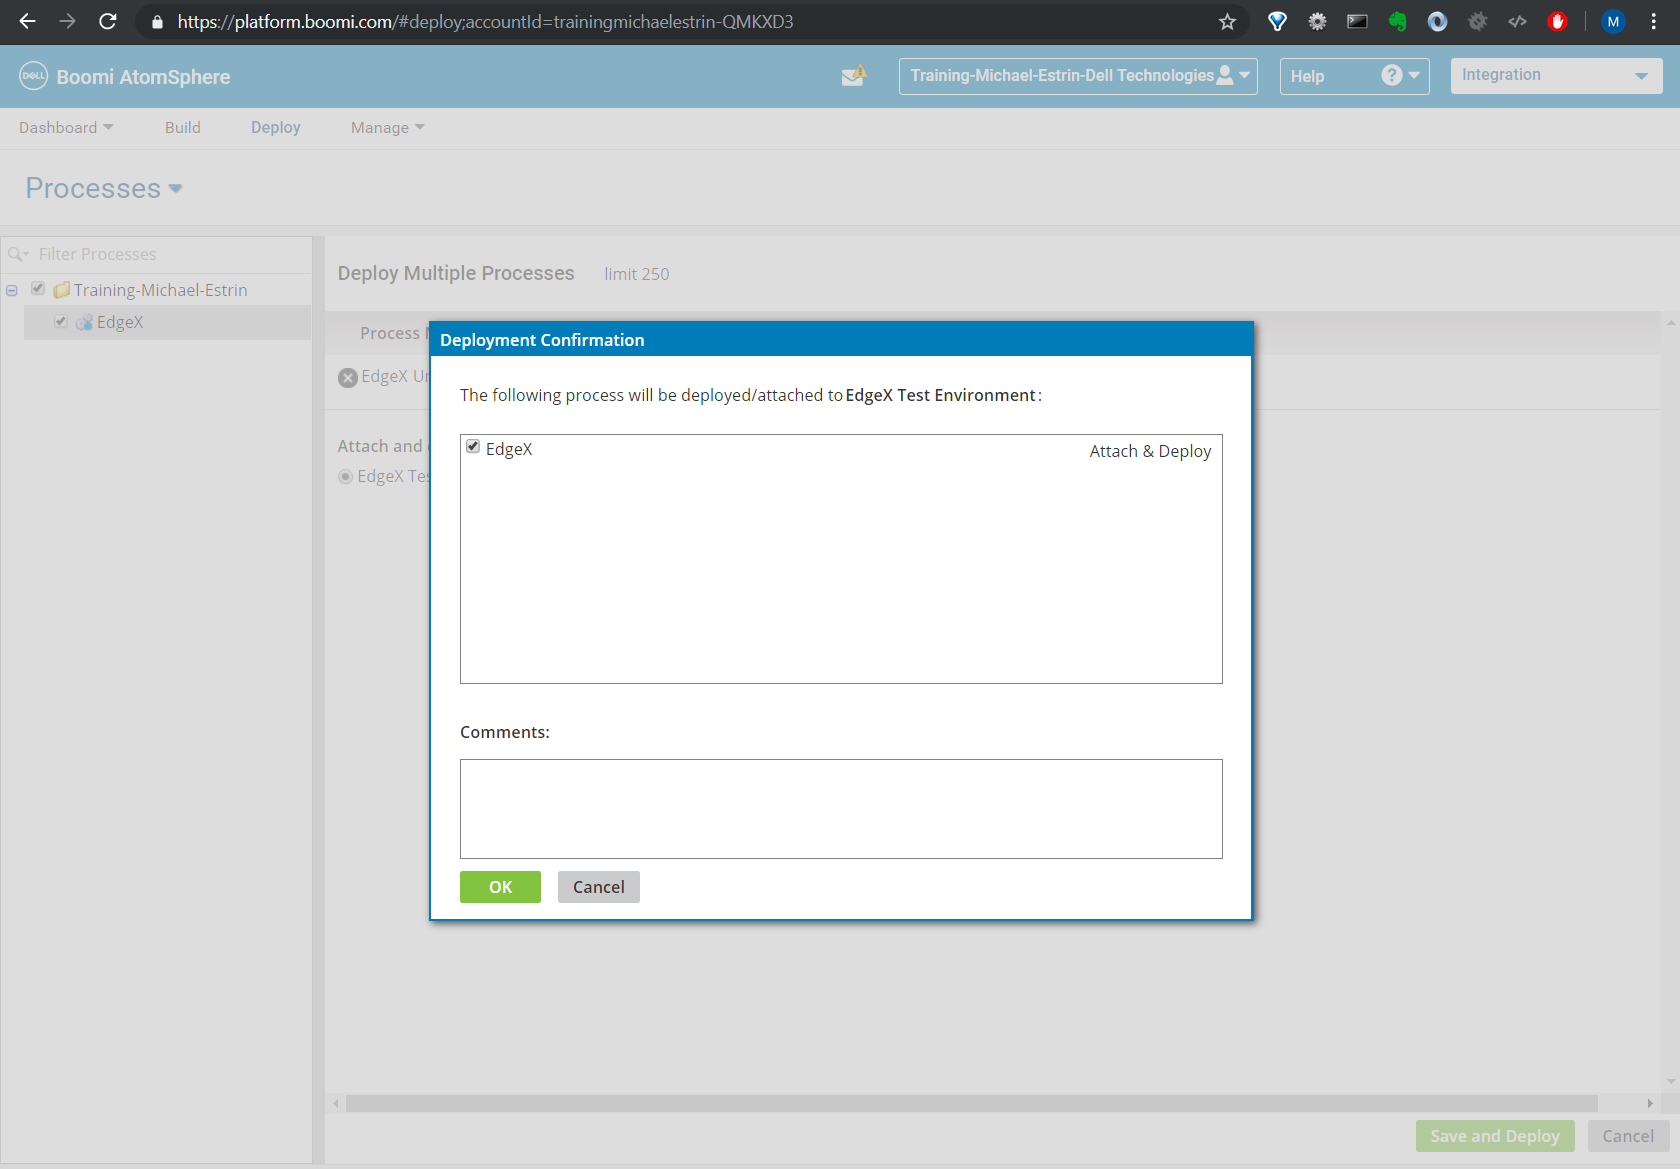 https://platform.boomi.com/#deploy;accountId=trainingmichaelestrin-QMKXD3
M
DELL Boomi AtomSphere
Training-Michael-Estrin-Dell Technologies
Help ?
Integration
Dashboard Build Deploy Manage
Processes
Filter Processes
Training-Michael-Estrin
EdgeX
Deploy Multiple Processes limit 250
Process
EdgeX
Attach and
EdgeX
Deployment Confirmation
The following process will be deployed/attached to EdgeX Test Environment:
EdgeX Attach & Deploy
Comments:
OK Cancel
Save and Deploy Cancel